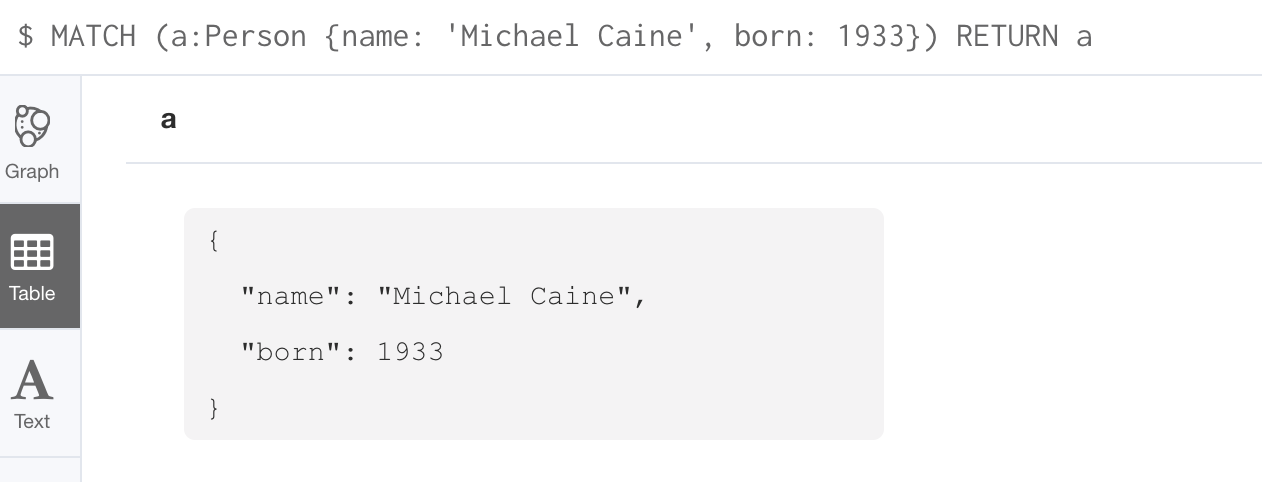 $ MATCH (a:Person {name: 'Michael Caine', born: 1933}) RETURN a
a
Graph
{
Table
"name": "Michael Caine",
"born": 1933
}
Text